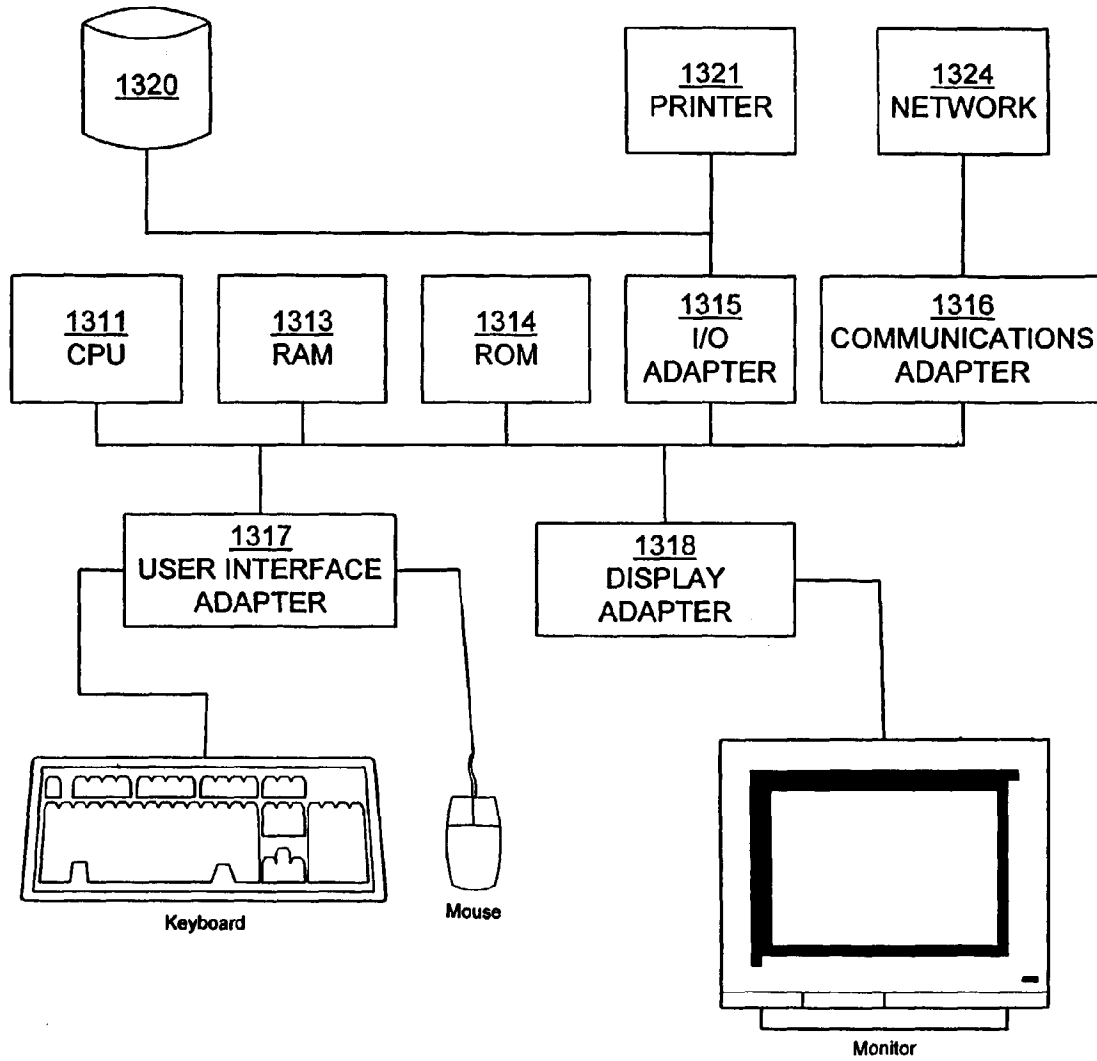 1320
1321
PRINTER
1324
NETWORK
1311
CPU
1313
RAM
1314
ROM
1315
I/O
ADAPTER
1316
COMMUNICATIONS
ADAPTER
1317
USER INTERFACE
ADAPTER
1318
DISPLAY
ADAPTER
Keyboard
Mouse
Monitor